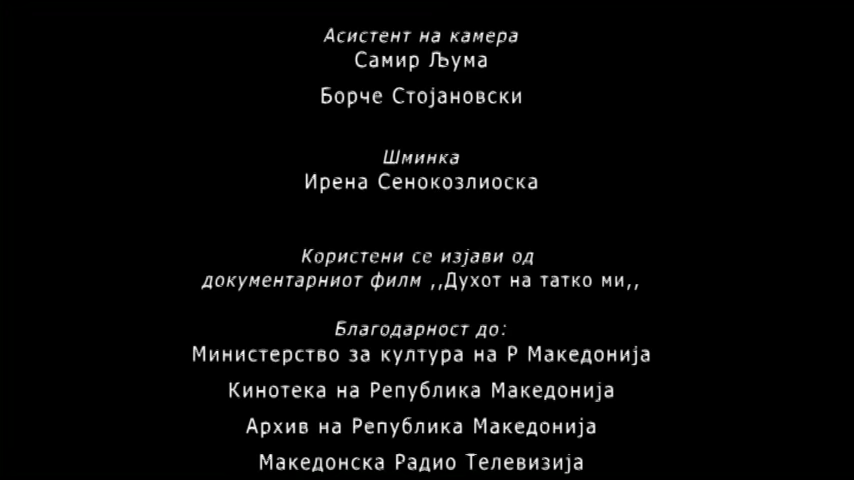 Асистент на камера
Самир Љума
Борче Стојановски
Шминка
Ирена Сенокозлиоска
Користени се изјави од
документарниот филм ,,Духот на татко ми,,
Благодарност до:
Министерство за култура на Р Македонија
Кинотека на Република Македонија
Архив на Република Македонија
Македонска Радио Телевизија